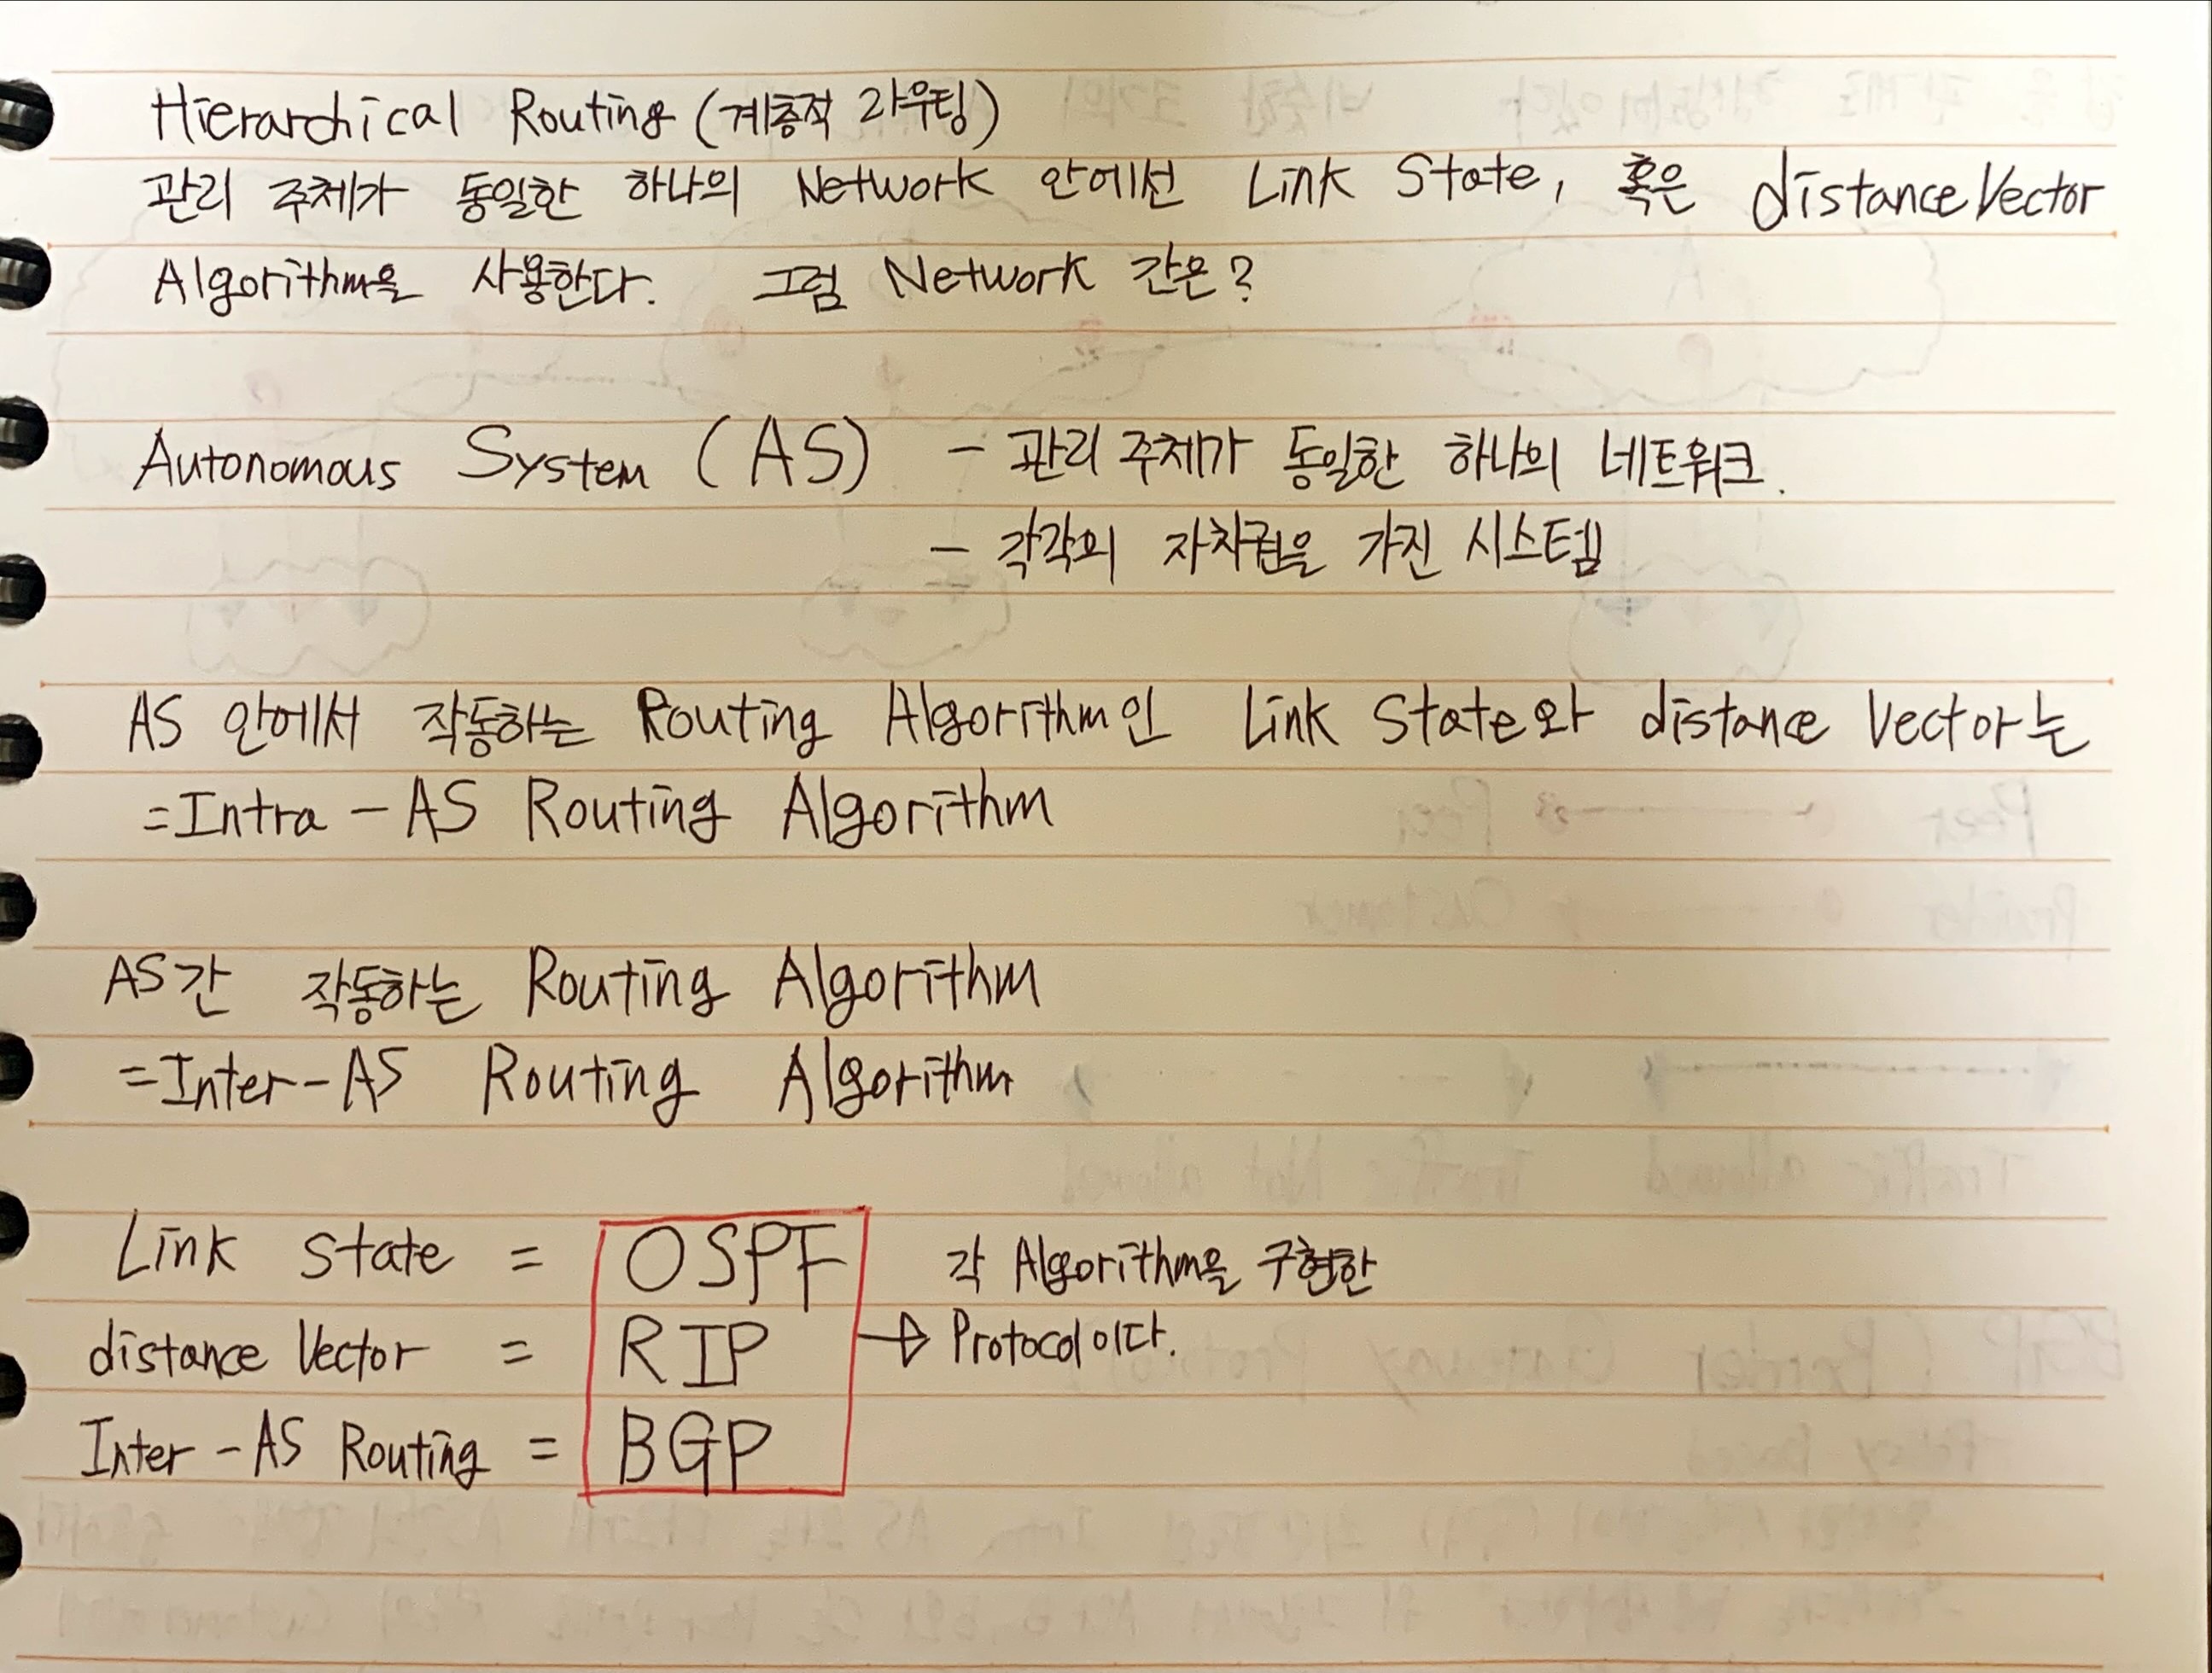 Hierarchical Routing (계층적 라우팅)
관리 주체가 동일한 하나의 Network 안에선 Link State, 혹은 distance Vector
Algorithm을 사용한다. 그럼 Network 간은?
Autonomous System (AS) - 관리 주체가 동일한 하나의 네트워크.
- 각각의 자치권을 가진 시스템
AS 안에서 작동하는 Routing Algorithm인 Link State와 distance Vector는
=Intra-AS Routing Algorithm
AS간 작동하는 Routing Algorithm
=Inter-AS Routing Algorithm
Link State = OSPF 각 Algorithm을 구현한
distance Vector = RIP → Protocol이다.
Inter-AS Routing = BGP